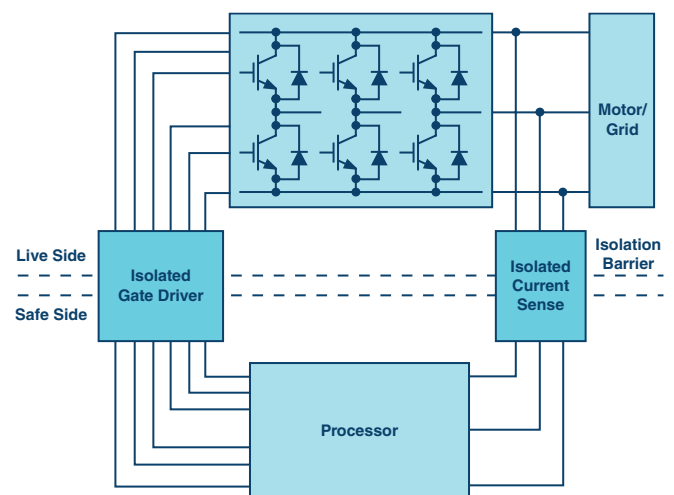 Motor/
Grid
Live Side
Isolated
Gate Driver
Isolated
Current
Sense
Isolation
Barrier
Safe Side
Processor